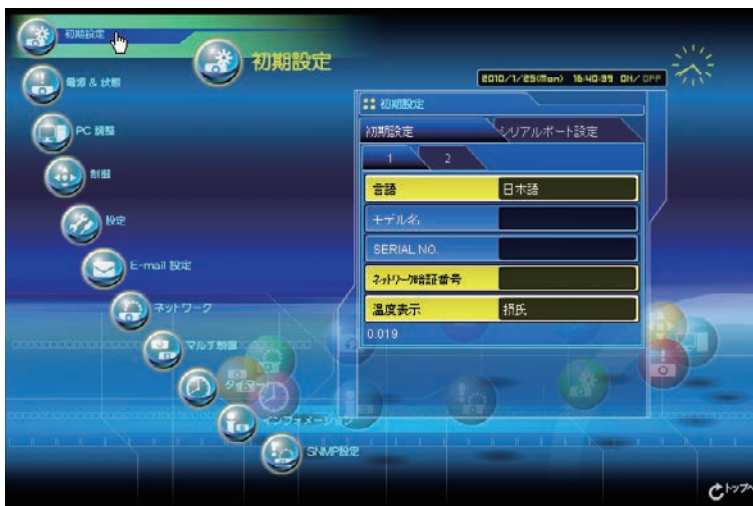 初期設定
電源 & 状態
PC 調整
制御
設定
E-mail 設定
ネットワーク
マルチ制御
タイマー
インフォメーション
SNMP設定
初期設定
2010/1/25(Mon) 16:40:39 ON/OFF
初期設定
初期設定 シリアルポート設定
1 2
言語 日本語
モデル名
SERIAL NO.
ネットワーク暗証番号
温度表示 摂氏
0.019
トップへ